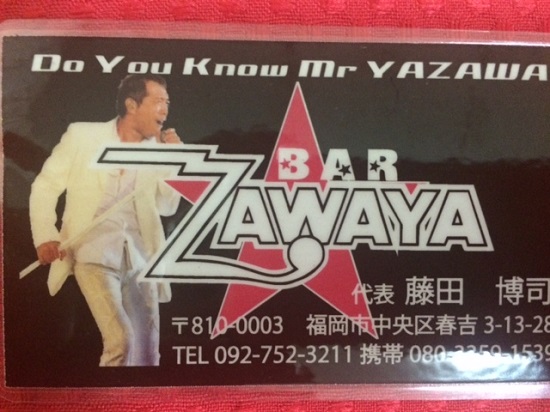 Do You Know Mr YAZAWA
BAR
ZAWAYA
代表 藤田 博司
〒810-0003 福岡市中央区春吉 3-13-28
TEL 092-752-3211 携帯 080-3359-1539